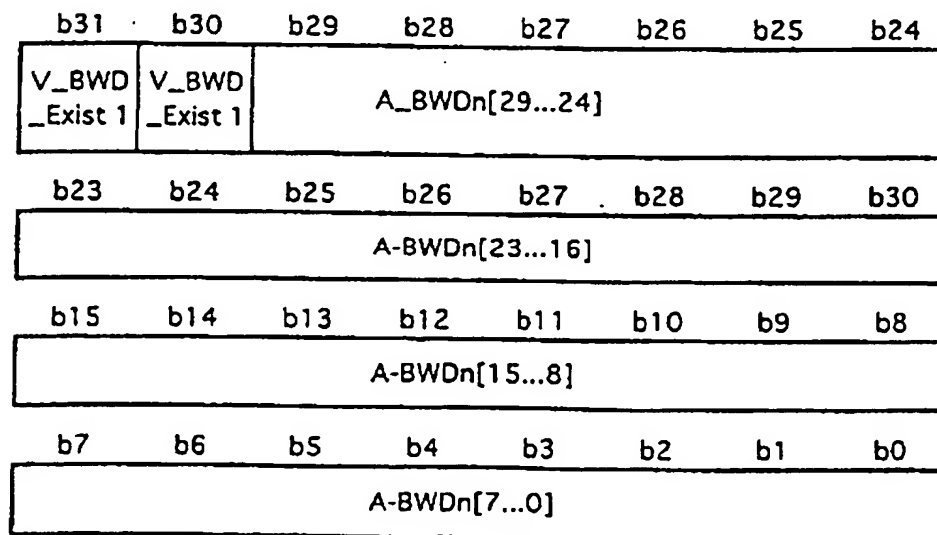 b31 b30 b29 b28 b27 b26 b25 b24
V_BWD V_BWD
_Exist 1 _Exist 1 A_BWDn[29...24]
b23 b24 b25 b26 b27 b28 b29 b30
A-BWDn[23...16]
b15 b14 b13 b12 b11 b10 b9 b8
A-BWDn[15...8]
b7 b6 b5 b4 b3 b2 b1 b0
A-BWDn[7...0]